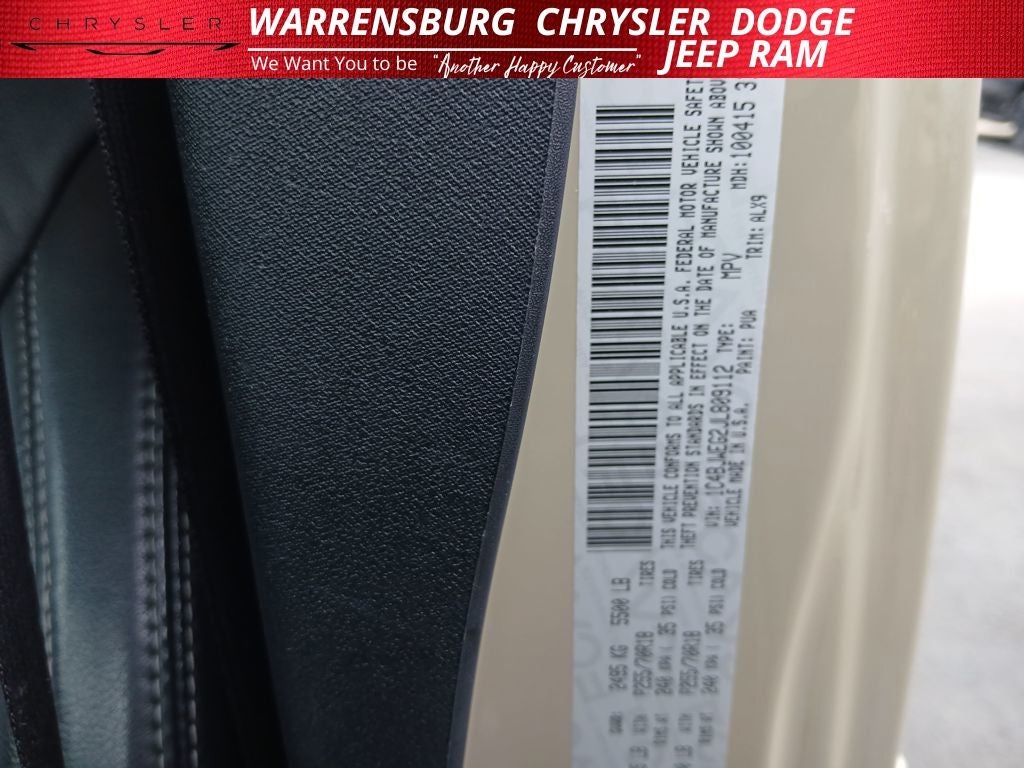 CHRYSLER
WARRENSBURG CHRYSLER DODGE
JEEP RAM
We Want You to be "Another Happy Customer"
2495 KG 5500 LB
P255/70R18 TIRES
240 KPA ( 35 PSI) COLD
P255/70R18 TIRES
240 KPA ( 35 PSI) COLD
THIS VEHICLE CONFORMS TO ALL APPLICABLE U.S.A. FEDERAL MOTOR VEHICLE SAFET
THEFT PREVENTION STANDARDS IN EFFECT ON THE DATE OF MANUFACTURE SHOWN ABOV
VIN: 1C4BJWEG2JL809112 TYPE: MPV MDH:100415 3
VEHICLE MADE IN U.S.A. PAINT: PUA TRIM: ALX9